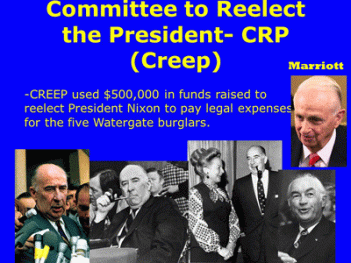 Committee to Reelect
the President- CRP
(Creep)
Marriott
-CREEP used $500,000 in funds raised to
reelect President Nixon to pay legal expenses
for the five Watergate burglars.